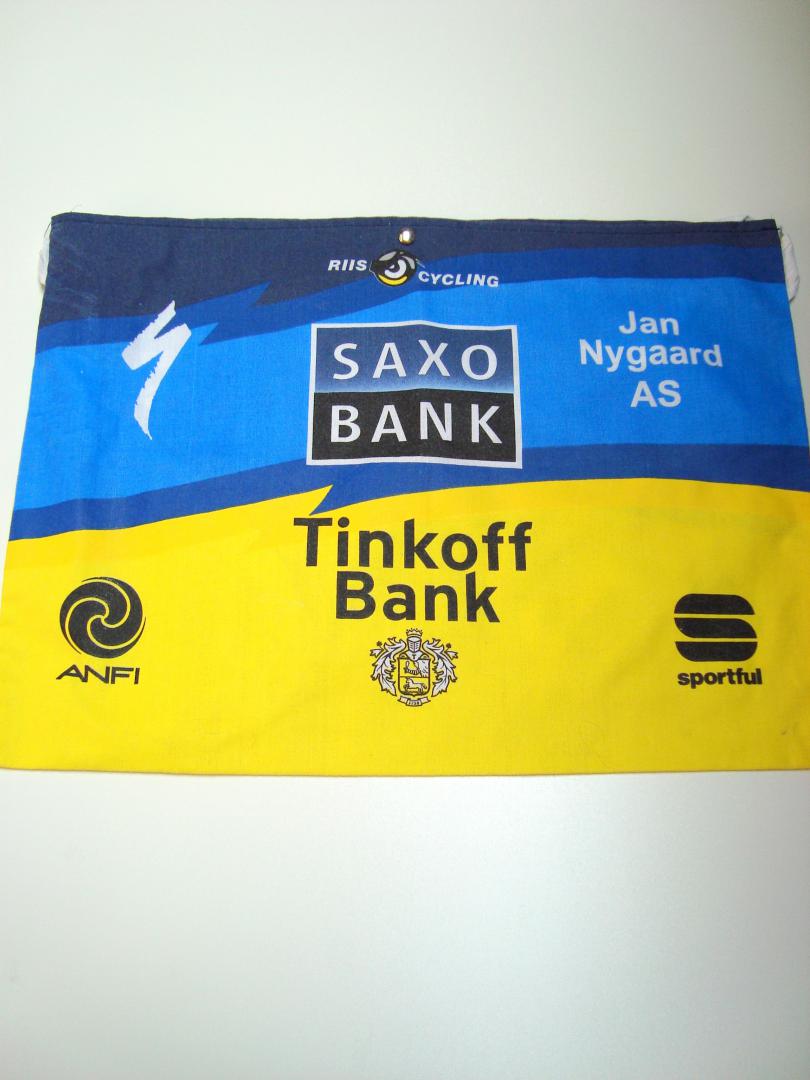 RIIS CYCLING
SAXO
BANK
Jan
Nygaard
AS
Tinkoff
Bank
ANFI
sportful